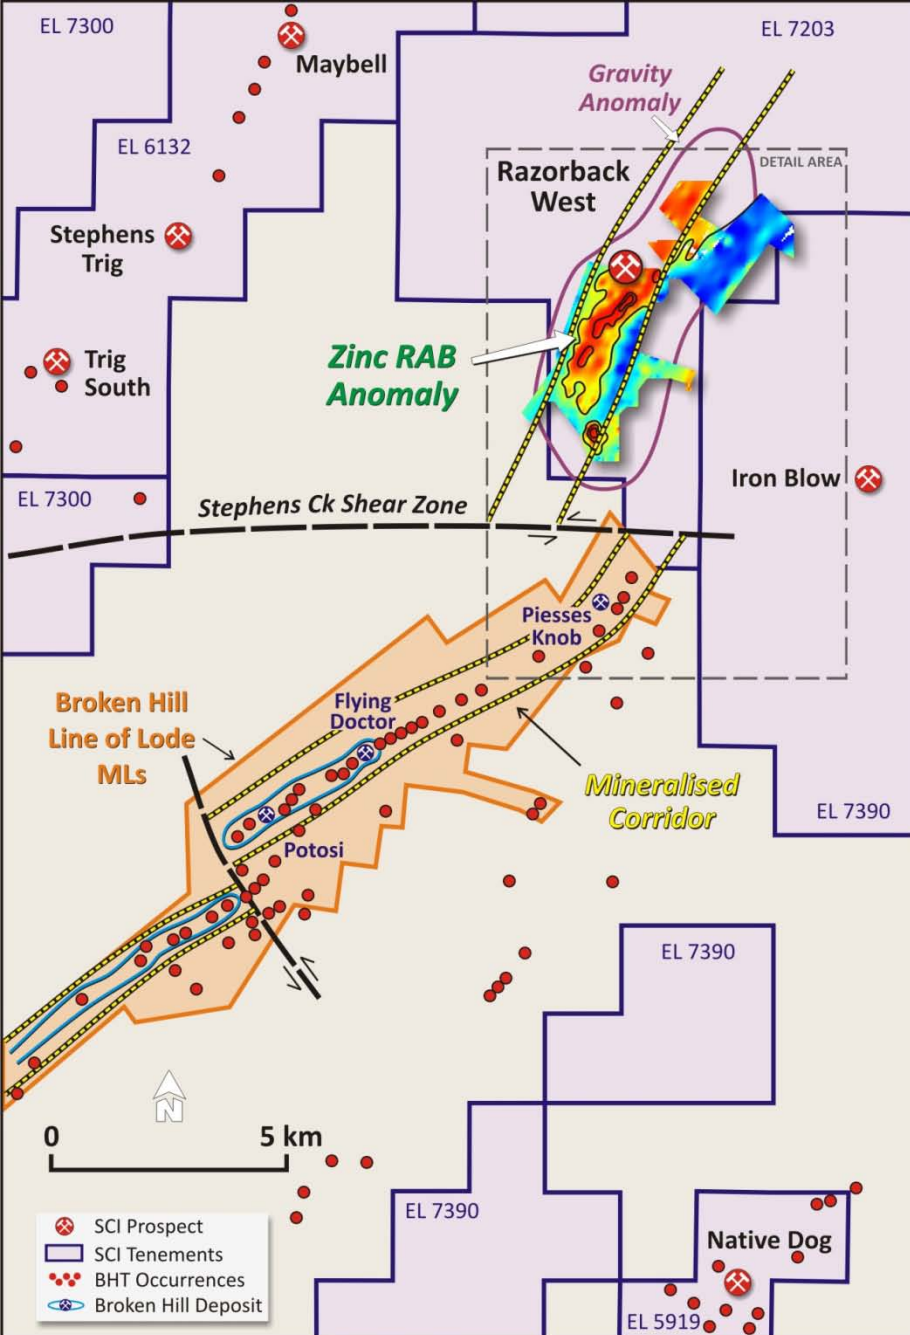 EL 7300
EL 7203
Maybell
Gravity
Anomaly
EL 6132
DETAIL AREA
Razorback
West
Stephens
Trig
Zinc RAB
Anomaly
Trig
South
Iron Blow
EL 7300
Stephens Ck Shear Zone
Piesses
Knob
Broken Hill
Line of Lode
MLs
Flying
Doctor
Mineralised
Corridor
EL 7390
Potosi
EL 7390
N
0 5 km
EL 7390
SCI Prospect
SCI Tenements
BHT Occurrences
Broken Hill Deposit
Native Dog
EL 5919